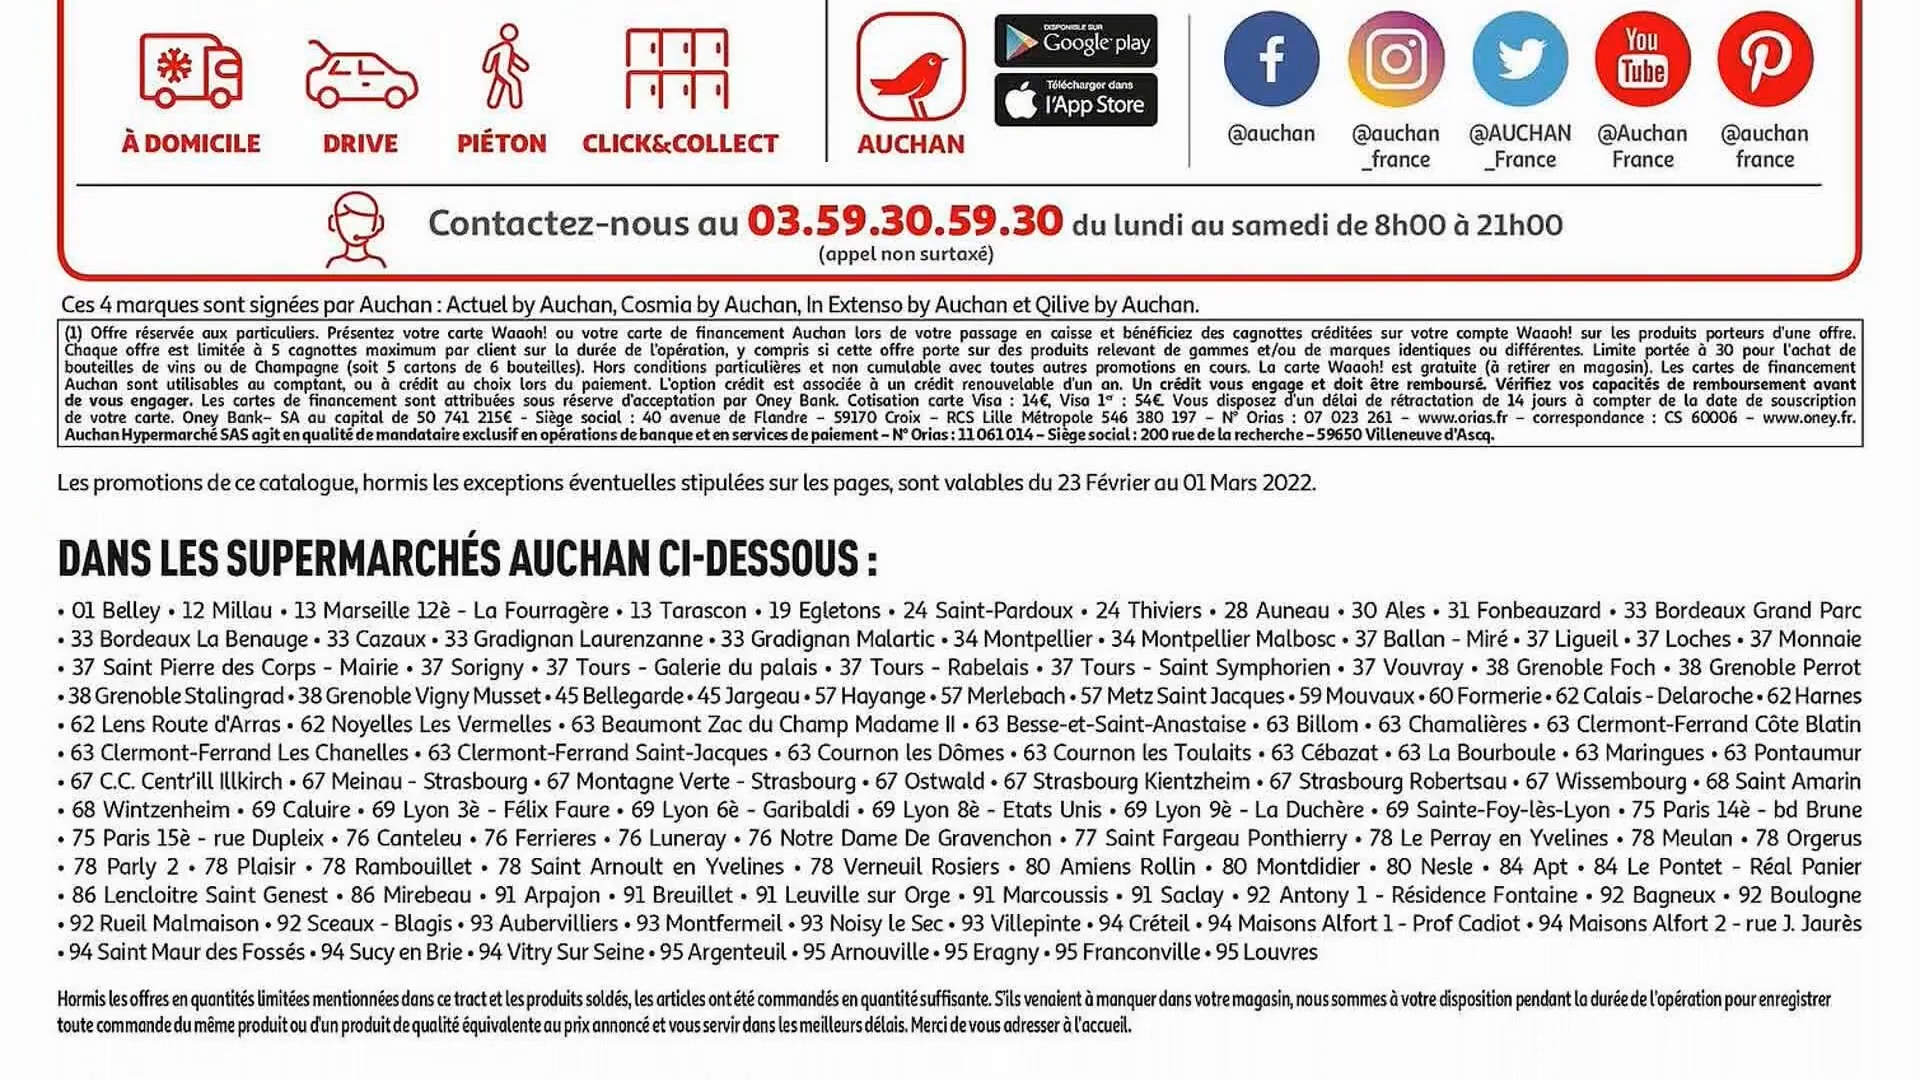 DISPONIBLE SUR
Google play
Télécharger dans
l'App Store
You
Tube
À DOMICILE
DRIVE
PIÉTON
CLICK&COLLECT
AUCHAN
@auchan
@auchan
_france
@AUCHAN
_France
@Auchan
France
@auchan
france
Contactez-nous au 03.59.30.59.30 du lundi au samedi de 8h00 à 21h00
(appel non surtaxé)
Ces 4 marques sont signées par Auchan : Actuel by Auchan, Cosmia by Auchan, In Extenso by Auchan et Qilive by Auchan.
(1) Offre réservée aux particuliers. Présentez votre carte Waaoh! ou votre carte de financement Auchan lors de votre passage en caisse et bénéficiez des cagnottes créditées sur votre compte Waaoh! sur les produits porteurs d'une offre.
Chaque offre est limitée à 5 cagnottes maximum par client sur la durée de l'opération, y compris si cette offre porte sur des produits relevant de gammes et/ou de marques identiques ou différentes. Limite portée à 30 pour l'achat de
bouteilles de vins ou de Champagne (soit 5 cartons de 6 bouteilles). Hors conditions particulières et non cumulable avec toutes autres promotions en cours. La carte Waaoh! est gratuite (à retirer en magasin). Les cartes de financement
Auchan sont utilisables au comptant, ou à crédit au choix lors du paiement. L'option crédit est associée à un crédit renouvelable d'un an. Un crédit vous engage et doit être remboursé. Vérifiez vos capacités de remboursement avant
de vous engager. Les cartes de financement sont attribuées sous réserve d'acceptation par Oney Bank. Cotisation carte Visa : 14€, Visa 1er : 54€. Vous disposez d'un délai de rétractation de 14 jours à compter de la date de souscription
de votre carte. Oney Bank– SA au capital de 50 741 215€ - Siège social : 40 avenue de Flandre – 59170 Croix – RCS Lille Métropole 546 380 197 – N° Orias : 07 023 261 – www.orias.fr – correspondance : CS 60006 – www.oney.fr.
Auchan Hypermarché SAS agit en qualité de mandataire exclusif en opérations de banque et en services de paiement – N° Orias : 11 061 014 – Siège social : 200 rue de la recherche – 59650 Villeneuve d'Ascq.
Les promotions de ce catalogue, hormis les exceptions éventuelles stipulées sur les pages, sont valables du 23 Février au 01 Mars 2022.
DANS LES SUPERMARCHÉS AUCHAN CI-DESSOUS :
• 01 Belley • 12 Millau • 13 Marseille 12è - La Fourragère • 13 Tarascon • 19 Egletons • 24 Saint-Pardoux • 24 Thiviers • 28 Auneau • 30 Ales • 31 Fonbeauzard • 33 Bordeaux Grand Parc
• 33 Bordeaux La Benauge • 33 Cazaux • 33 Gradignan Laurenzanne • 33 Gradignan Malartic • 34 Montpellier • 34 Montpellier Malbosc • 37 Ballan - Miré • 37 Ligueil • 37 Loches • 37 Monnaie
• 37 Saint Pierre des Corps - Mairie • 37 Sorigny • 37 Tours - Galerie du palais • 37 Tours - Rabelais • 37 Tours - Saint Symphorien • 37 Vouvray • 38 Grenoble Foch • 38 Grenoble Perrot
• 38 Grenoble Stalingrad • 38 Grenoble Vigny Musset • 45 Bellegarde • 45 Jargeau • 57 Hayange • 57 Merlebach • 57 Metz Saint Jacques • 59 Mouvaux • 60 Formerie • 62 Calais - Delaroche • 62 Harnes
• 62 Lens Route d'Arras • 62 Noyelles Les Vermelles • 63 Beaumont Zac du Champ Madame II • 63 Besse-et-Saint-Anastaise • 63 Billom • 63 Chamalières • 63 Clermont-Ferrand Côte Blatin
• 63 Clermont-Ferrand Les Chanelles • 63 Clermont-Ferrand Saint-Jacques • 63 Cournon les Dômes • 63 Cournon les Toulaits • 63 Cébazat • 63 La Bourboule • 63 Maringues • 63 Pontaumur
• 67 C.C. Centr'ill Illkirch • 67 Meinau - Strasbourg • 67 Montagne Verte - Strasbourg • 67 Ostwald • 67 Strasbourg Kientzheim • 67 Strasbourg Robertsau • 67 Wissembourg • 68 Saint Amarin
• 68 Wintzenheim • 69 Caluire • 69 Lyon 3è - Félix Faure • 69 Lyon 6è - Garibaldi • 69 Lyon 8è - Etats Unis • 69 Lyon 9è - La Duchère • 69 Sainte-Foy-lès-Lyon • 75 Paris 14è - bd Brune
• 75 Paris 15è - rue Dupleix • 76 Canteleu • 76 Ferrieres • 76 Luneray • 76 Notre Dame De Gravenchon • 77 Saint Fargeau Ponthierry • 78 Le Perray en Yvelines • 78 Meulan • 78 Orgerus
• 78 Parly 2 • 78 Plaisir • 78 Rambouillet • 78 Saint Arnoult en Yvelines • 78 Verneuil Rosiers • 80 Amiens Rollin • 80 Montdidier • 80 Nesle • 84 Apt • 84 Le Pontet - Réal Panier
• 86 Lencloitre Saint Genest • 86 Mirebeau • 91 Arpajon • 91 Breuillet • 91 Leuville sur Orge • 91 Marcoussis • 91 Saclay • 92 Antony 1 - Résidence Fontaine • 92 Bagneux • 92 Boulogne
• 92 Rueil Malmaison • 92 Sceaux - Blagis • 93 Aubervilliers • 93 Montfermeil • 93 Noisy le Sec • 93 Villepinte • 94 Créteil • 94 Maisons Alfort 1 - Prof Cadiot • 94 Maisons Alfort 2 - rue J. Jaurès
• 94 Saint Maur des Fossés • 94 Sucy en Brie • 94 Vitry Sur Seine • 95 Argenteuil • 95 Arnouville • 95 Eragny • 95 Franconville • 95 Louvres
Hormis les offres en quantités limitées mentionnées dans ce tract et les produits soldés, les articles ont été commandés en quantité suffisante. S'ils venaient à manquer dans votre magasin, nous sommes à votre disposition pendant la durée de l'opération pour enregistrer
toute commande du même produit ou d'un produit de qualité équivalente au prix annoncé et vous servir dans les meilleurs délais. Merci de vous adresser à l'accueil.